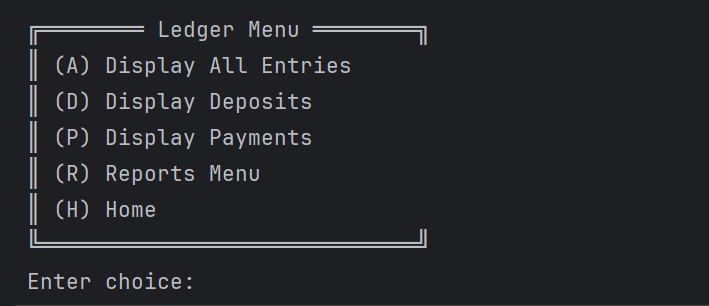 ╔════════ Ledger Menu ════════╗
║ (A) Display All Entries
║ (D) Display Deposits
║ (P) Display Payments
║ (R) Reports Menu
║ (H) Home
╚═════════════════════════════╝
Enter choice: